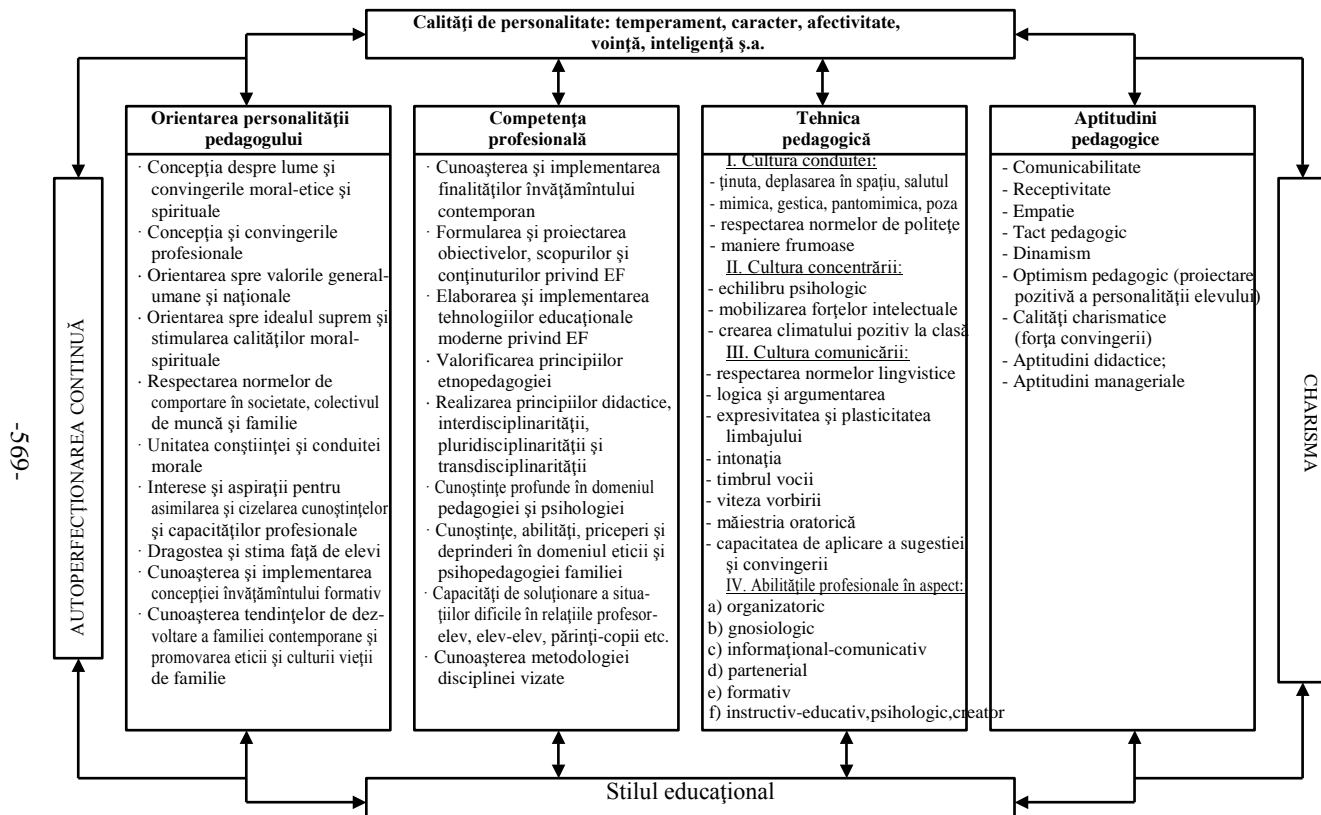 Calităţi de personalitate: temperament, caracter, afectivitate,
voinţă, inteligenţă ş.a.
-569-
AUTOPERFECŢIONAREA CONTINUĂ
Orientarea personalităţii
pedagogului
· Concepţia despre lume şi
convingerile moral-etice şi
spirituale
· Concepţia şi convingerile
profesionale
· Orientarea spre valorile general-
umane şi naţionale
· Orientarea spre idealul suprem şi
stimularea calităţilor moral-
spirituale
· Respectarea normelor de
comportare în societate, colectivul
de muncă şi familie
· Unitatea conştiinţei şi conduitei
morale
· Interese şi aspiraţii pentru
asimilarea şi cizelarea cunoştinţelor
şi capacităţilor profesionale
· Dragostea şi stima faţă de elevi
· Cunoaşterea şi implementarea
concepţiei învăţămîntului formativ
· Cunoaşterea tendinţelor de dez-
voltare a familiei contemporane şi
promovarea eticii şi culturii vieţii
de familie
Competenţa
profesională
· Cunoaşterea şi implementarea
finalităţilor învăţămîntului
contemporan
· Formularea şi proiectarea
obiectivelor, scopurilor şi
conţinuturilor privind EF
· Elaborarea şi implementarea
tehnologiilor educaţionale
moderne privind EF
· Valorificarea principiilor
etnopedagogiei
· Realizarea principiilor didactice,
interdisciplinarităţii,
pluridisciplinarităţii şi
transdisciplinarităţii
· Cunoştinţe profunde în domeniul
pedagogiei şi psihologiei
· Cunoştinţe, abilităţi, priceperi şi
deprinderi în domeniul eticii şi
psihopedagogiei familiei
· Capacităţi de soluţionare a situa-
ţiilor dificile în relaţiile profesor-
elev, elev-elev, părinţi-copii etc.
· Cunoaşterea metodologiei
disciplinei vizate
Tehnica
pedagogică
I. Cultura conduitei:
- ţinuta, deplasarea în spaţiu, salutul
- mimica, gestica, pantomimica, poza
- respectarea normelor de politeţe
- maniere frumoase
II. Cultura concentrării:
- echilibru psihologic
- mobilizarea forţelor intelectuale
- crearea climatului pozitiv la clasă
III. Cultura comunicării:
- respectarea normelor lingvistice
- logica şi argumentarea
- expresivitatea şi plasticitatea
limbajului
- intonaţia
- timbrul vocii
- viteza vorbirii
- măiestria oratorică
- capacitatea de aplicare a sugestiei
şi convingerii
IV. Abilităţile profesionale în aspect:
a) organizatoric
b) gnosiologic
c) informaţional-comunicativ
d) partenerial
e) formativ
f) instructiv-educativ,psihologic,creator
Aptitudini
pedagogice
- Comunicabilitate
- Receptivitate
- Empatie
- Tact pedagogic
- Dinamism
- Optimism pedagogic (proiectare
pozitivă a personalităţii elevului)
- Calităţi charismatice
(forţa convingerii)
- Aptitudini didactice;
- Aptitudini manageriale
CHARISMA
Stilul educaţional